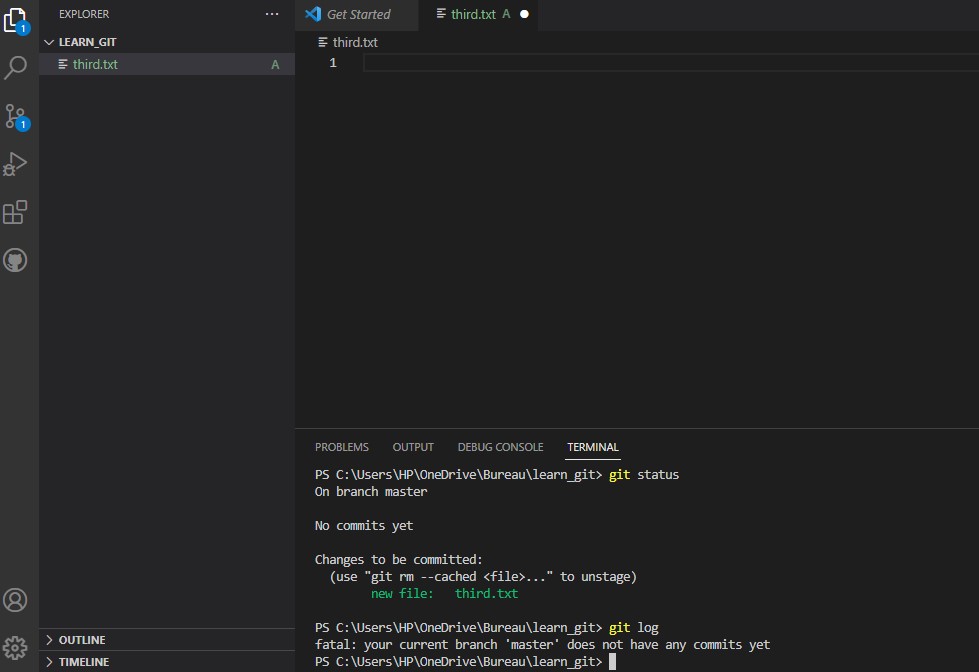 1
1
EXPLORER
...
LEARN_GIT
third.txt A
OUTLINE
TIMELINE
Get Started
third.txt A
third.txt
1
PROBLEMS OUTPUT DEBUG CONSOLE TERMINAL
PS C:\Users\HP\OneDrive\Bureau\learn_git> git status
On branch master
No commits yet
Changes to be committed:
(use "git rm --cached <file>..." to unstage)
new file: third.txt
PS C:\Users\HP\OneDrive\Bureau\learn_git> git log
fatal: your current branch 'master' does not have any commits yet
PS C:\Users\HP\OneDrive\Bureau\learn_git>